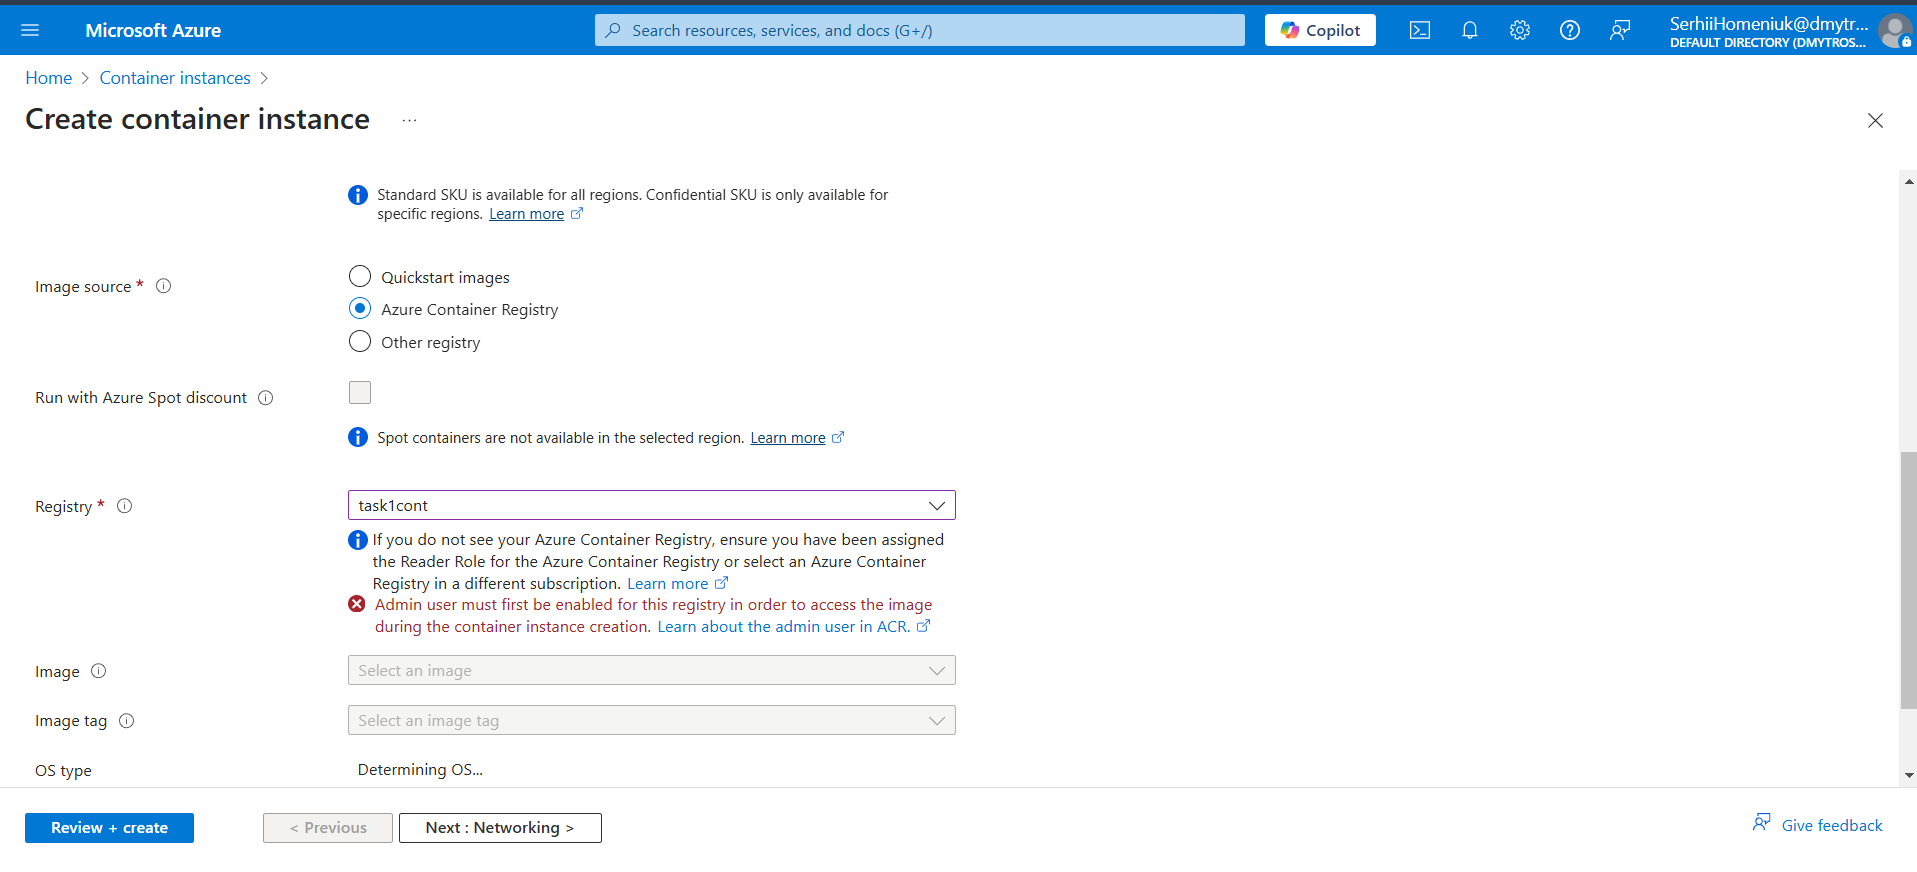 Microsoft Azure
Search resources, services, and docs (G+/)
Copilot
SerhiiHomeniuk@dmytr...
DEFAULT DIRECTORY (DMYTROS...
Home > Container instances >
Create container instance ...
Standard SKU is available for all regions. Confidential SKU is only available for
specific regions. Learn more
Image source *
Quickstart images
Azure Container Registry
Other registry
Run with Azure Spot discount
Spot containers are not available in the selected region. Learn more
Registry *
task1cont
If you do not see your Azure Container Registry, ensure you have been assigned
the Reader Role for the Azure Container Registry or select an Azure Container
Registry in a different subscription. Learn more
Admin user must first be enabled for this registry in order to access the image
during the container instance creation. Learn about the admin user in ACR.
Image
Select an image
Image tag
Select an image tag
OS type
Determining OS...
Review + create
< Previous
Next : Networking >
Give feedback